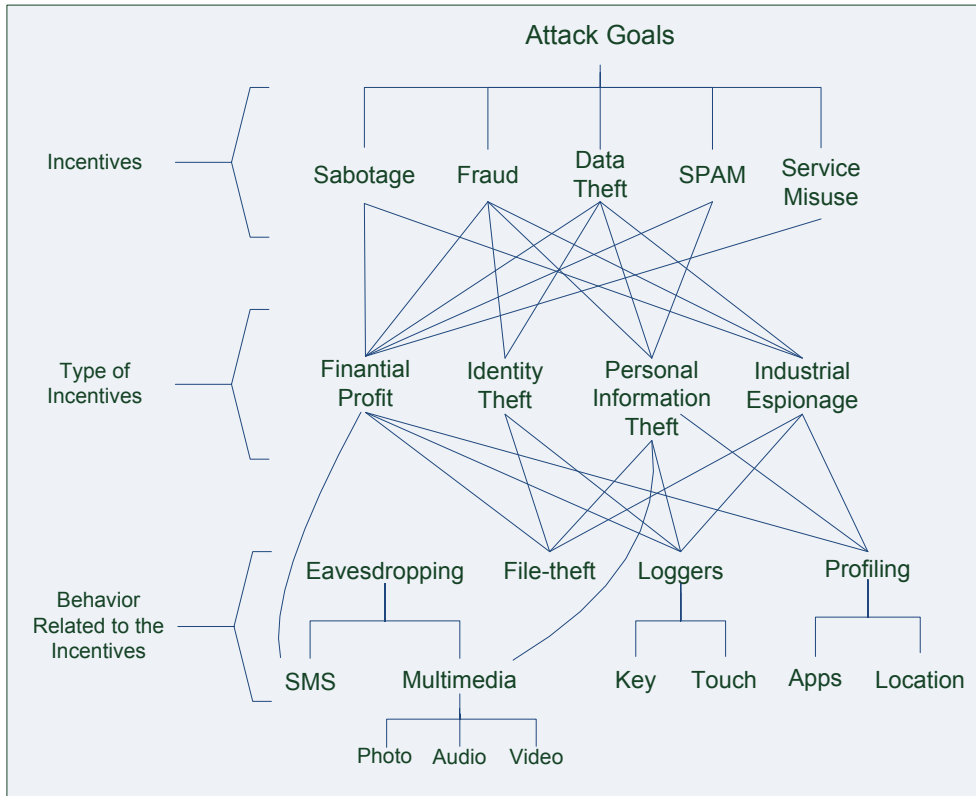 Attack Goals
Incentives
Sabotage
Fraud
Data
Theft
SPAM
Service
Misuse
Type of
Incentives
Finantial
Profit
Identity
Theft
Personal
Information
Theft
Industrial
Espionage
Behavior
Related to the
Incentives
Eavesdropping
File-theft
Loggers
Profiling
SMS
Multimedia
Key
Touch
Apps
Location
Photo
Audio
Video